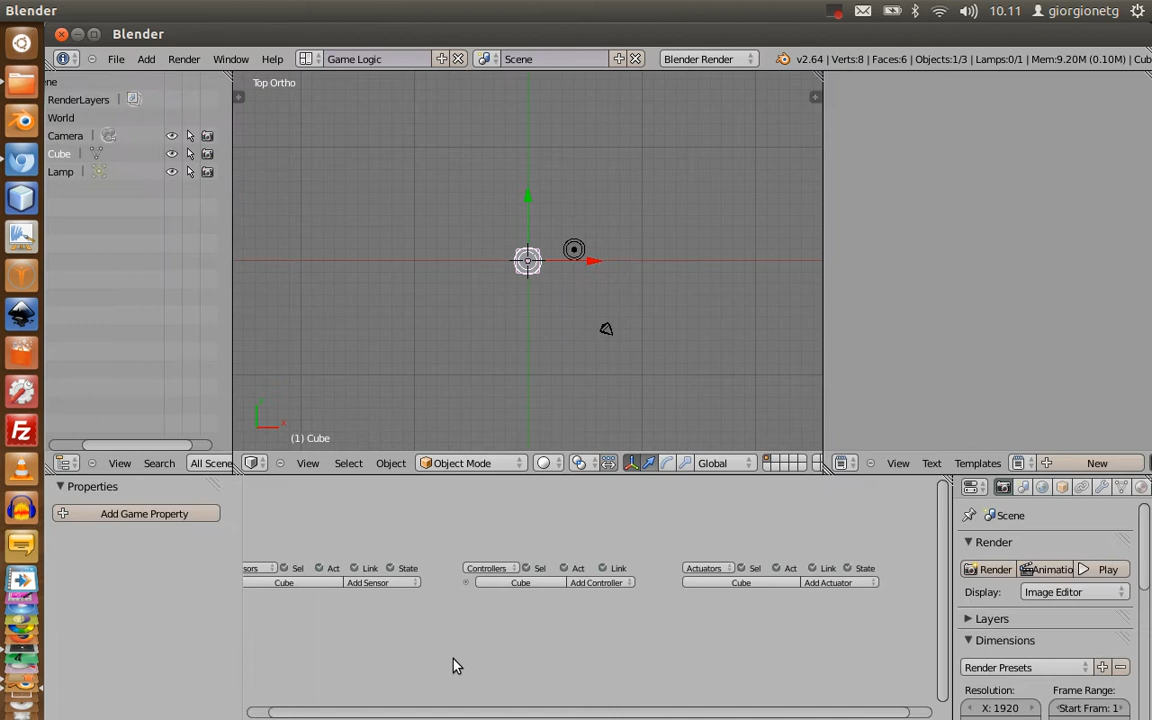 Blender
10.11 giorgionetg
Blender
File Add Render Window Help Game Logic Scene Blender Render v2.64 | Verts:8 | Faces:6 | Objects:1/3 | Lamps:0/1 | Mem:9.20M (0.10M) | Cub
ne
RenderLayers
World
Camera
Cube
Lamp
Top Ortho
(1) Cube
View Search All Scene
View Select Object Object Mode Global
View Text Templates New
Properties
Add Game Property
sors Sel Act Link State
Cube Add Sensor
Controllers Sel Act Link
Cube Add Controller
Actuators Sel Act Link State
Cube Add Actuator
Scene
Render
Render Animatio Play
Display: Image Editor
Layers
Dimensions
Render Presets
Resolution: Frame Range:
X: 1920 Start Fram: 1
Fz